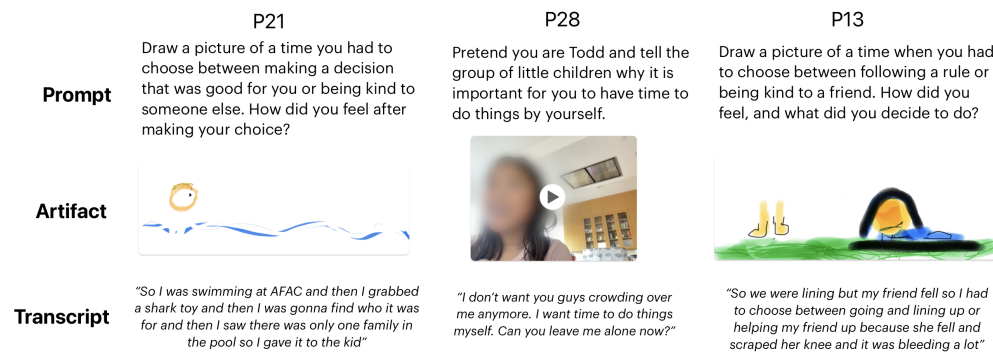 P21
P28
P13
Prompt
Draw a picture of a time you had to
choose between making a decision
that was good for you or being kind to
someone else. How did you feel after
making your choice?
Pretend you are Todd and tell the
group of little children why it is
important for you to have time to
do things by yourself.
Draw a picture of a time when you had
to choose between following a rule or
being kind to a friend. How did you
feel, and what did you decide to do?
Artifact
Transcript
“So I was swimming at AFAC and then I grabbed
a shark toy and then I was gonna find who it was
for and then I saw there was only one family in
the pool so I gave it to the kid”
“I don’t want you guys crowding over
me anymore. I want time to do things
myself. Can you leave me alone now?”
“So we were lining but my friend fell so I had
to choose between going and lining up or
helping my friend up because she fell and
scraped her knee and it was bleeding a lot”